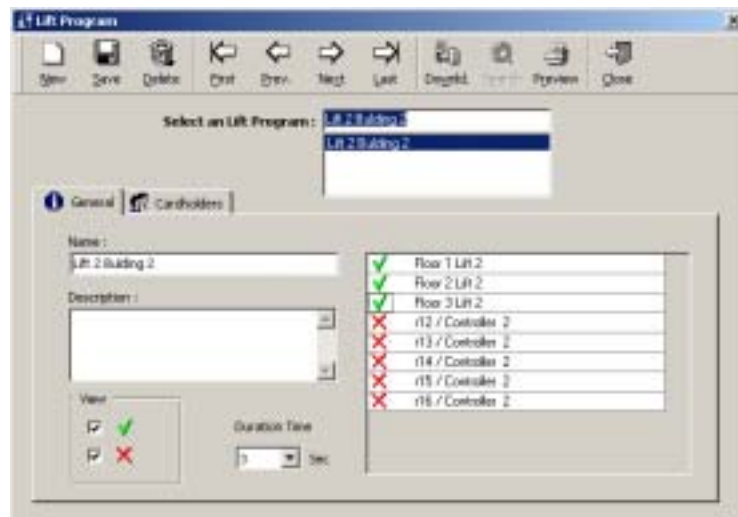 Lift Program
New Save Delete First Prev. Next Last Dwnld. Search Preview Close
Select an Lift Program :
Lift 2 Building 2
Lift 2 Building 2
General Cardholders
Name :
Lift 2 Building 2
Floor 1 Lift 2
Floor 2 Lift 2
Description :
Floor 3 Lift 2
r12 / Controller 2
r13 / Controller 2
r14 / Controller 2
r15 / Controller 2
r16 / Controller 2
View
Duration Time
Sec